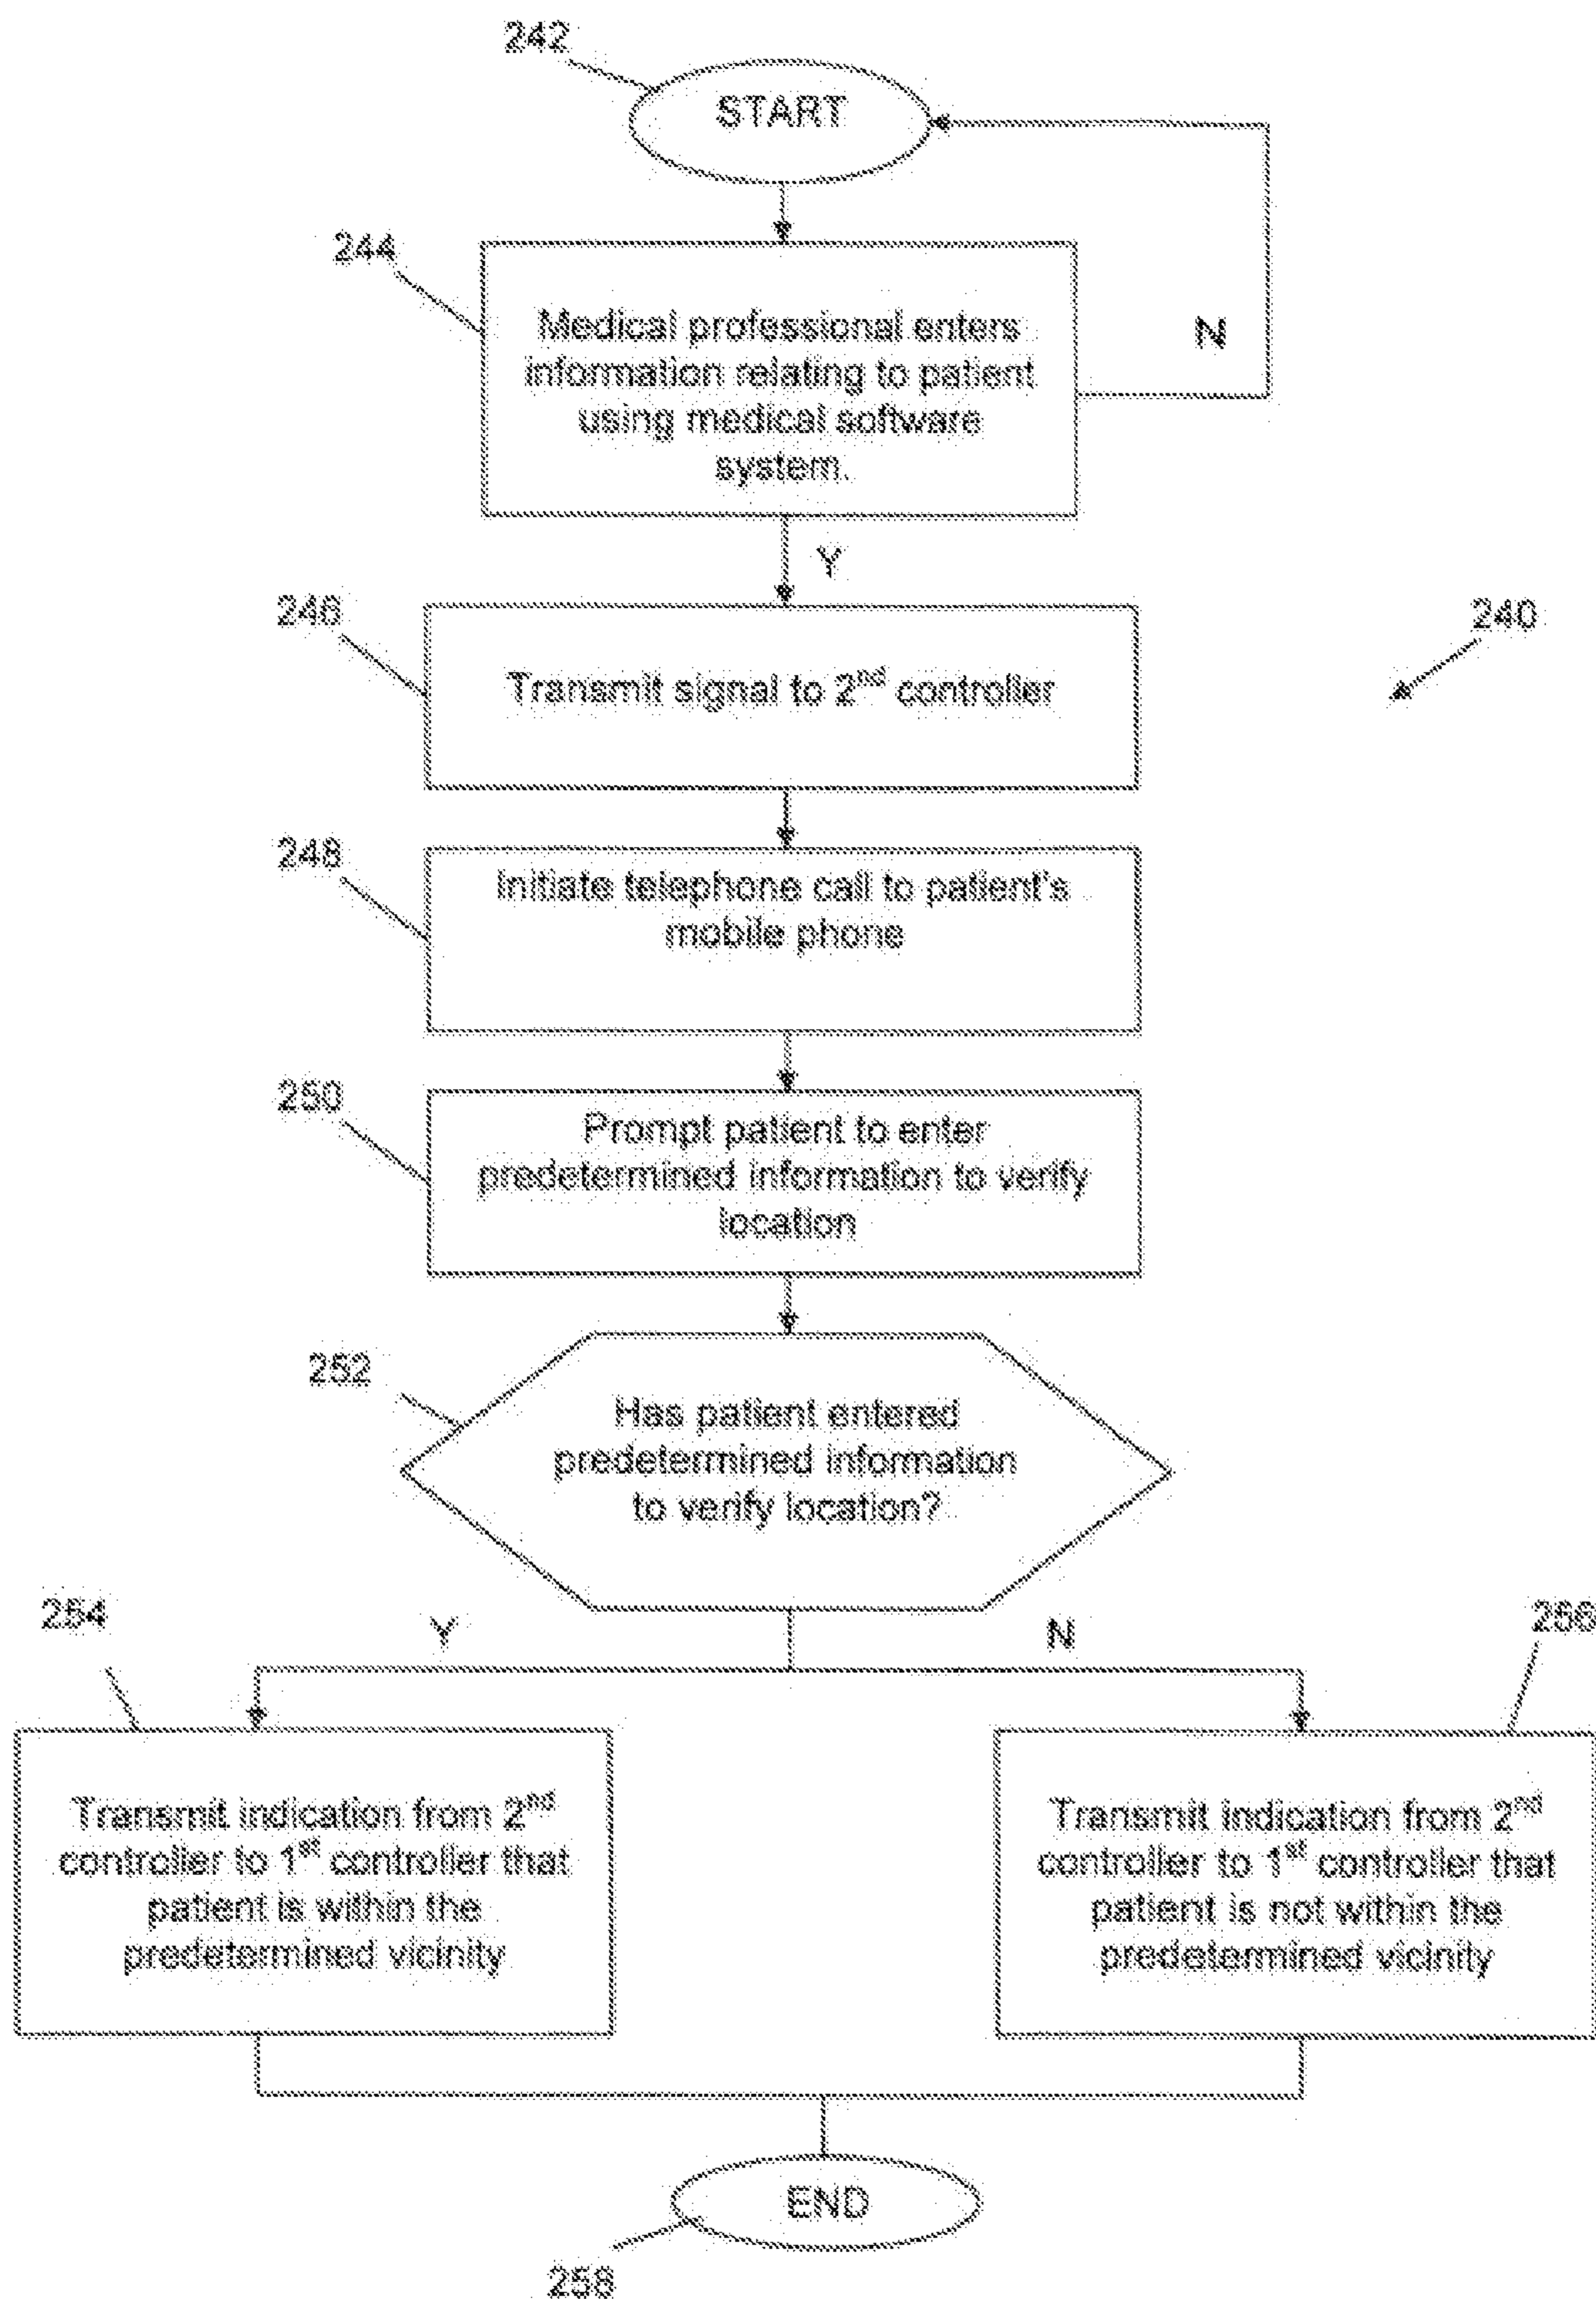 242
START
244
Medical professional enters
information relating to patient
using medical software
system.
N
Y
246
Transmit signal to 2nd controller
240
248
Initiate telephone call to patient's
mobile phone
250
Prompt patient to enter
predetermined information to verify
location
252
Has patient entered
predetermined information
to verify location?
254
Y
N
256
Transmit indication from 2nd
controller to 1st controller that
patient is within the
predetermined vicinity
Transmit indication from 2nd
controller to 1st controller that
patient is not within the
predetermined vicinity
END
258